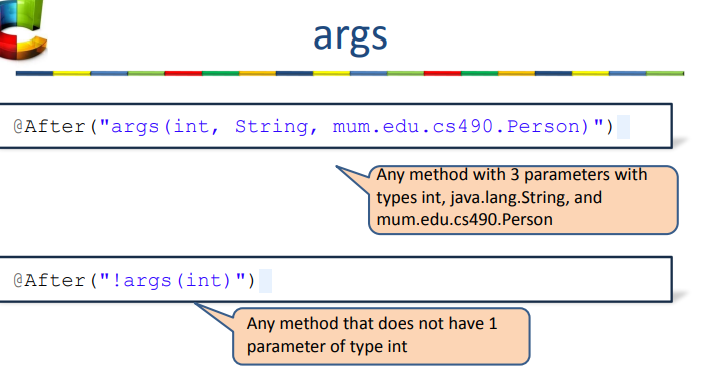 args
@After("args(int, String, mum.edu.cs490.Person)")
Any method with 3 parameters with
types int, java.lang.String, and
mum.edu.cs490.Person
@After("!args(int)")
Any method that does not have 1
parameter of type int